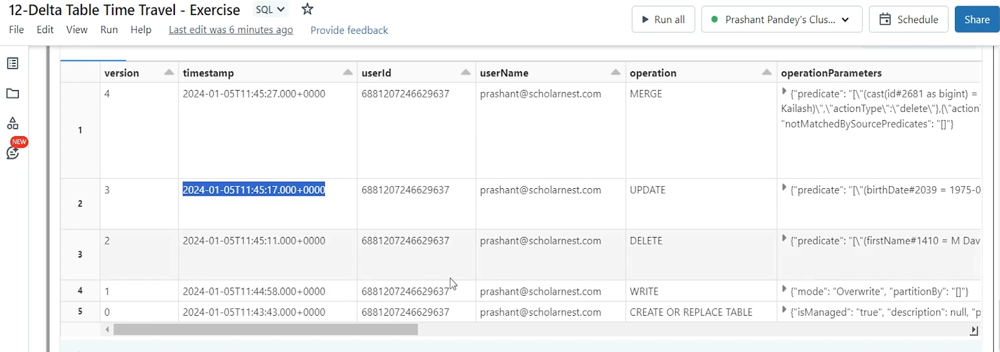 12-Delta Table Time Travel - Exercise SQL
Run all Prashant Pandey's Clus... Schedule Share
File Edit View Run Help Last edit was 6 minutes ago Provide feedback
version timestamp userId userName operation operationParameters
4 2024-01-05T11:45:27.000+0000 6881207246629637 prashant@scholarnest.com MERGE {"predicate": "[\"(cast(id#2681 as bigint) =
Kailash)\",\"actionType\":\"delete\"},{\"action
1 "notMatchedBySourcePredicates": "[]"}
NEW
3 2024-01-05T11:45:17.000+0000 6881207246629637 prashant@scholarnest.com UPDATE {"predicate": "[\"(birthDate#2039 = 1975-0
2
2 2024-01-05T11:45:11.000+0000 6881207246629637 prashant@scholarnest.com DELETE {"predicate": "[\"(firstName#1410 = M Dav
3
4 1 2024-01-05T11:44:58.000+0000 6881207246629637 prashant@scholarnest.com WRITE {"mode": "Overwrite", "partitionBy": "[]"}
5 0 2024-01-05T11:43:43.000+0000 6881207246629637 prashant@scholarnest.com CREATE OR REPLACE TABLE {"isManaged": "true", "description": null, "p